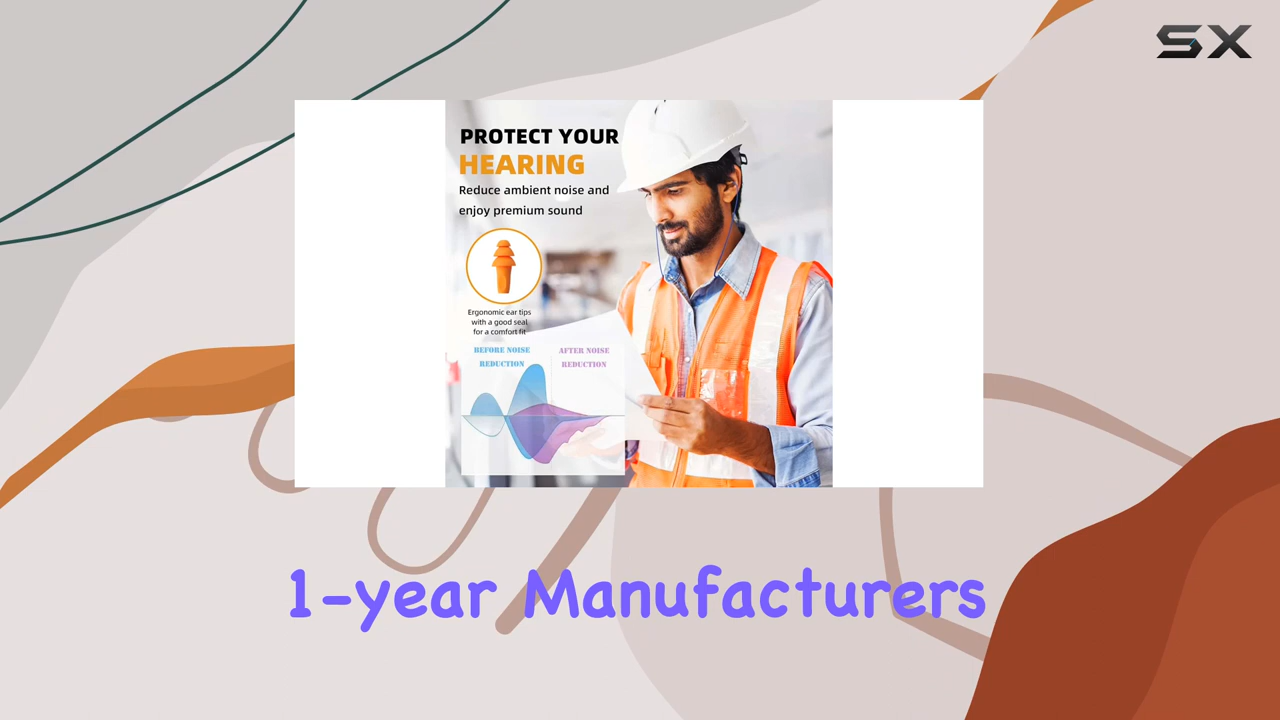 SX
PROTECT YOUR
HEARING
Reduce ambient noise and
enjoy premium sound
Ergonomic ear tips
with a good seal
for a comfort fit
BEFORE NOISE
REDUCTION
AFTER NOISE
REDUCTION
1-year Manufacturers